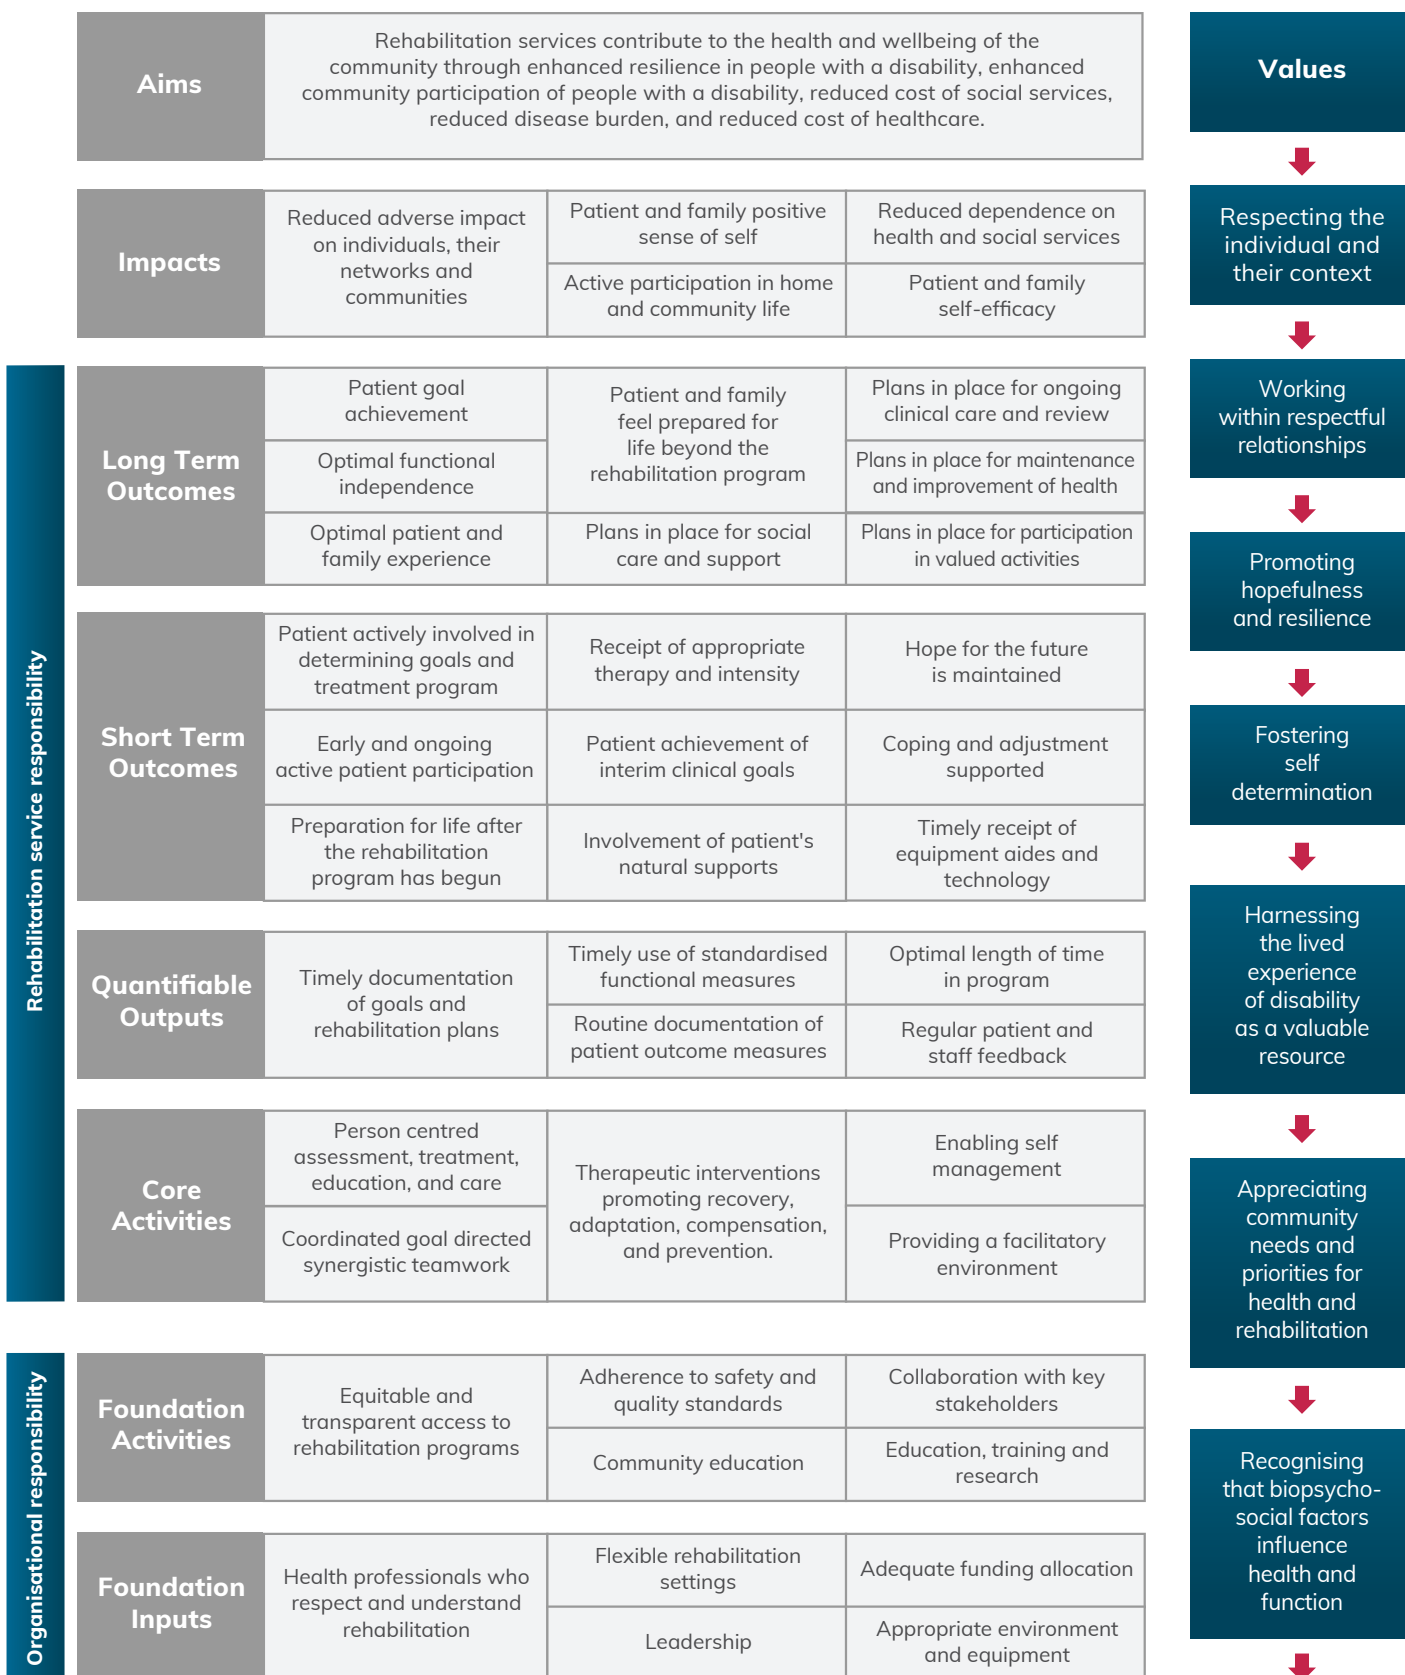 Aims
Rehabilitation services contribute to the health and wellbeing of the
community through enhanced resilience in people with a disability, enhanced
community participation of people with a disability, reduced cost of social services,
reduced disease burden, and reduced cost of healthcare.
Impacts
Reduced adverse impact
on individuals, their
networks and
communities
Patient and family positive
sense of self
Reduced dependence on
health and social services
Active participation in home
and community life
Patient and family
self-efficacy
Rehabilitation service responsibility
Long Term
Outcomes
Patient goal
achievement
Patient and family
feel prepared for
life beyond the
rehabilitation program
Plans in place for ongoing
clinical care and review
Optimal functional
independence
Plans in place for maintenance
and improvement of health
Optimal patient and
family experience
Plans in place for social
care and support
Plans in place for participation
in valued activities
Short Term
Outcomes
Patient actively involved in
determining goals and
treatment program
Receipt of appropriate
therapy and intensity
Hope for the future
is maintained
Early and ongoing
active patient participation
Patient achievement of
interim clinical goals
Coping and adjustment
supported
Preparation for life after
the rehabilitation
program has begun
Involvement of patient's
natural supports
Timely receipt of
equipment aides and
technology
Quantifiable
Outputs
Timely documentation
of goals and
rehabilitation plans
Timely use of standardised
functional measures
Optimal length of time
in program
Routine documentation of
patient outcome measures
Regular patient and
staff feedback
Core
Activities
Person centred
assessment, treatment,
education, and care
Therapeutic interventions
promoting recovery,
adaptation, compensation,
and prevention.
Enabling self
management
Coordinated goal directed
synergistic teamwork
Providing a facilitatory
environment
Organisational responsibility
Foundation
Activities
Equitable and
transparent access to
rehabilitation programs
Adherence to safety and
quality standards
Collaboration with key
stakeholders
Community education
Education, training and
research
Foundation
Inputs
Health professionals who
respect and understand
rehabilitation
Flexible rehabilitation
settings
Adequate funding allocation
Leadership
Appropriate environment
and equipment
Values
Respecting the
individual and
their context
Working
within respectful
relationships
Promoting
hopefulness
and resilience
Fostering
self
determination
Harnessing
the lived
experience
of disability
as a valuable
resource
Appreciating
community
needs and
priorities for
health and
rehabilitation
Recognising
that biopsycho-
social factors
influence
health and
function